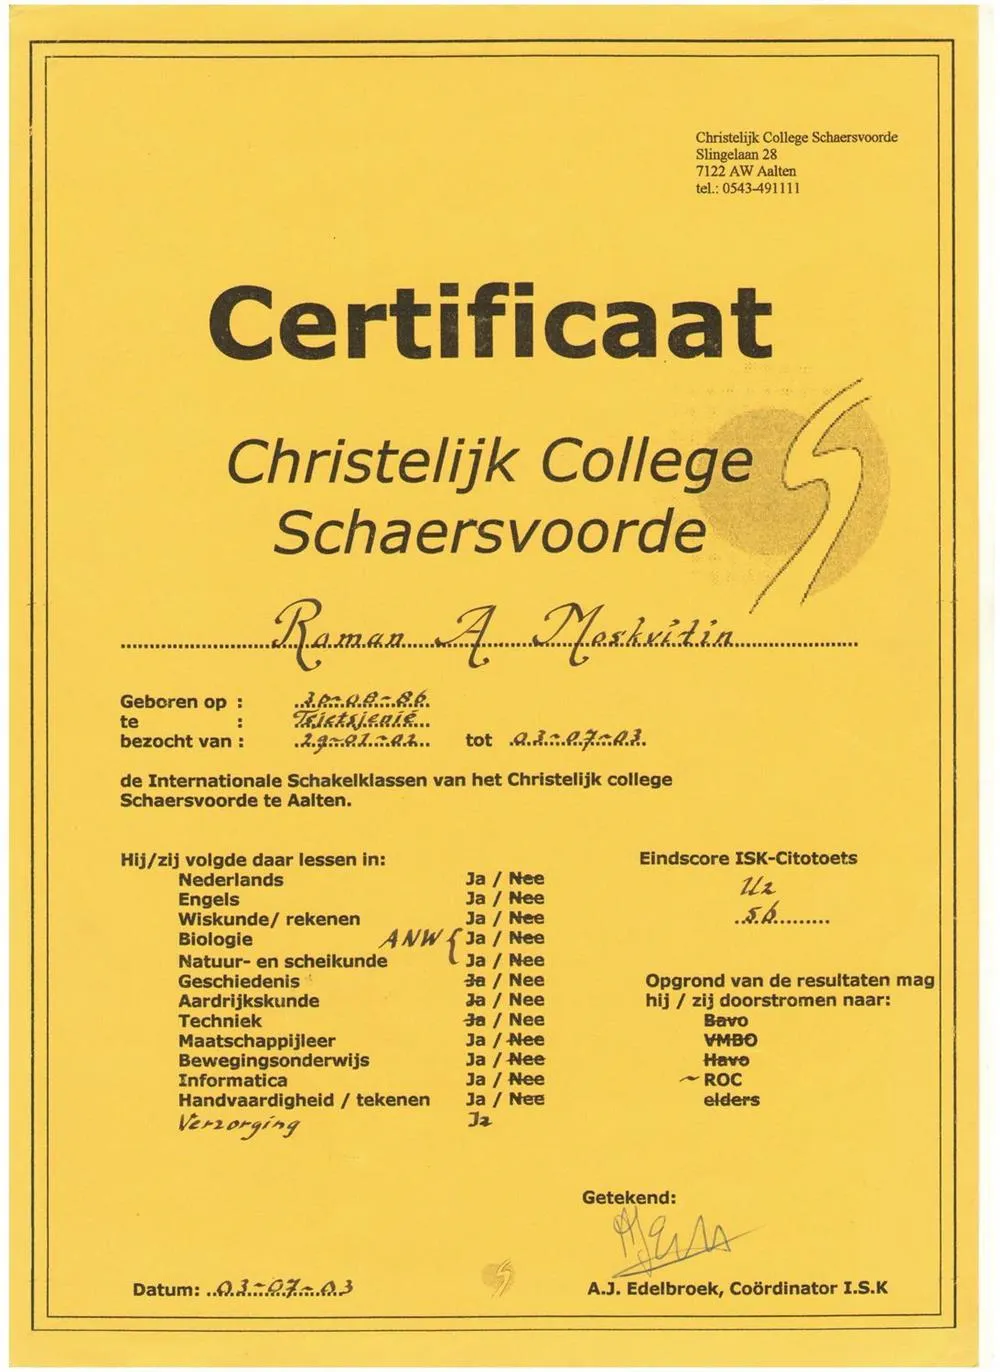 Christelijk College Schaersvoorde
Slingelaan 28
7122 AW Aalten
tel.: 0543-491111
Certificaat
Christelijk College
Schaersvoorde
Roman A Moskvitin
Geboren op : 30-08-86
te : Tsjetsjenië
bezocht van : 29-01-02 tot 03-07-03
de Internationale Schakelklassen van het Christelijk college
Schaersvoorde te Aalten.
Hij/zij volgde daar lessen in:
Nederlands Ja / Nee
Engels Ja / Nee
Wiskunde/ rekenen Ja / Nee
Biologie ANW { Ja / Nee
Natuur- en scheikunde Ja / Nee
Geschiedenis Ja / Nee
Aardrijkskunde Ja / Nee
Techniek Ja / Nee
Maatschappijleer Ja / Nee
Bewegingsonderwijs Ja / Nee
Informatica Ja / Nee
Handvaardigheid / tekenen Ja / Nee
Verzorging Ja
Eindscore ISK-Citotoets
56
Opgrond van de resultaten mag
hij / zij doorstromen naar:
Bavo
VMBO
Havo
~ ROC
elders
Getekend:
Datum: 03-07-03
A.J. Edelbroek, Coördinator I.S.K